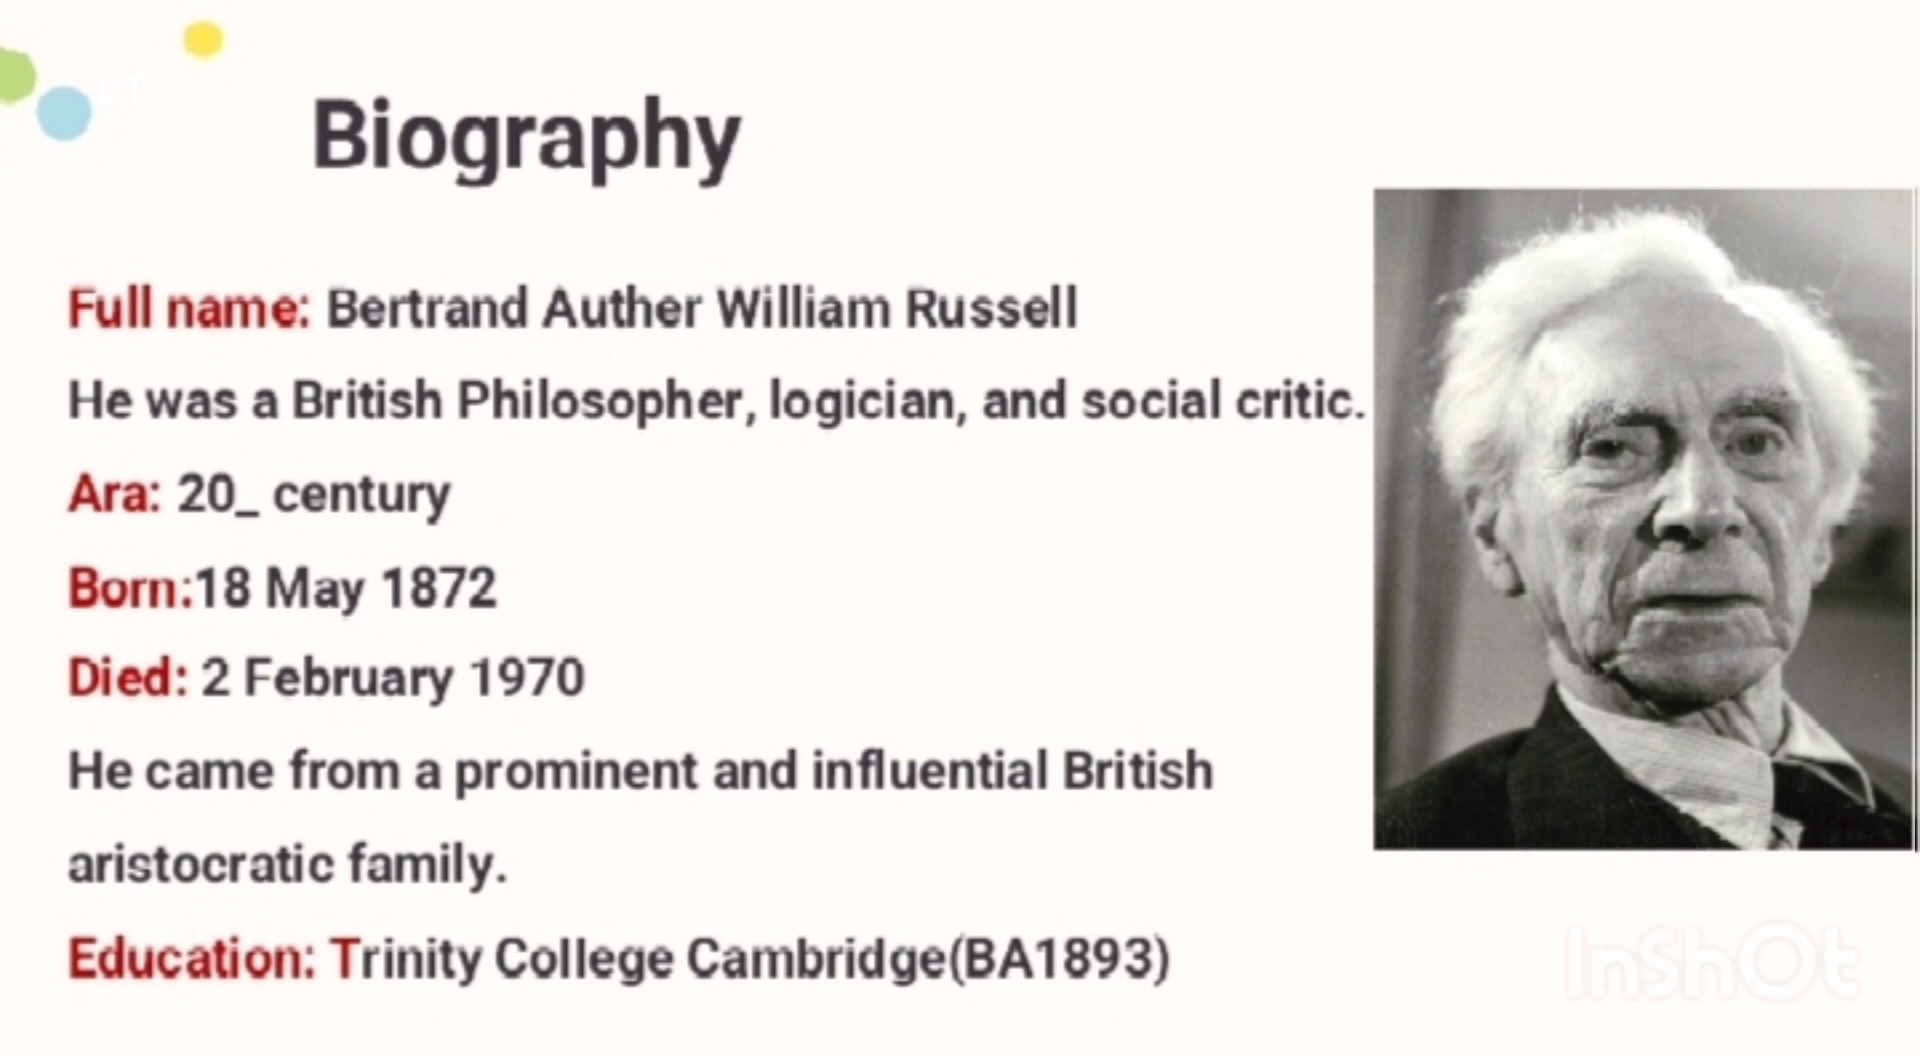 Biography
Full name: Bertrand Auther William Russell
He was a British Philosopher, logician, and social critic.
Ara: 20_ century
Born:18 May 1872
Died: 2 February 1970
He came from a prominent and influential British
aristocratic family.
Education: Trinity College Cambridge(BA1893)
InShOt